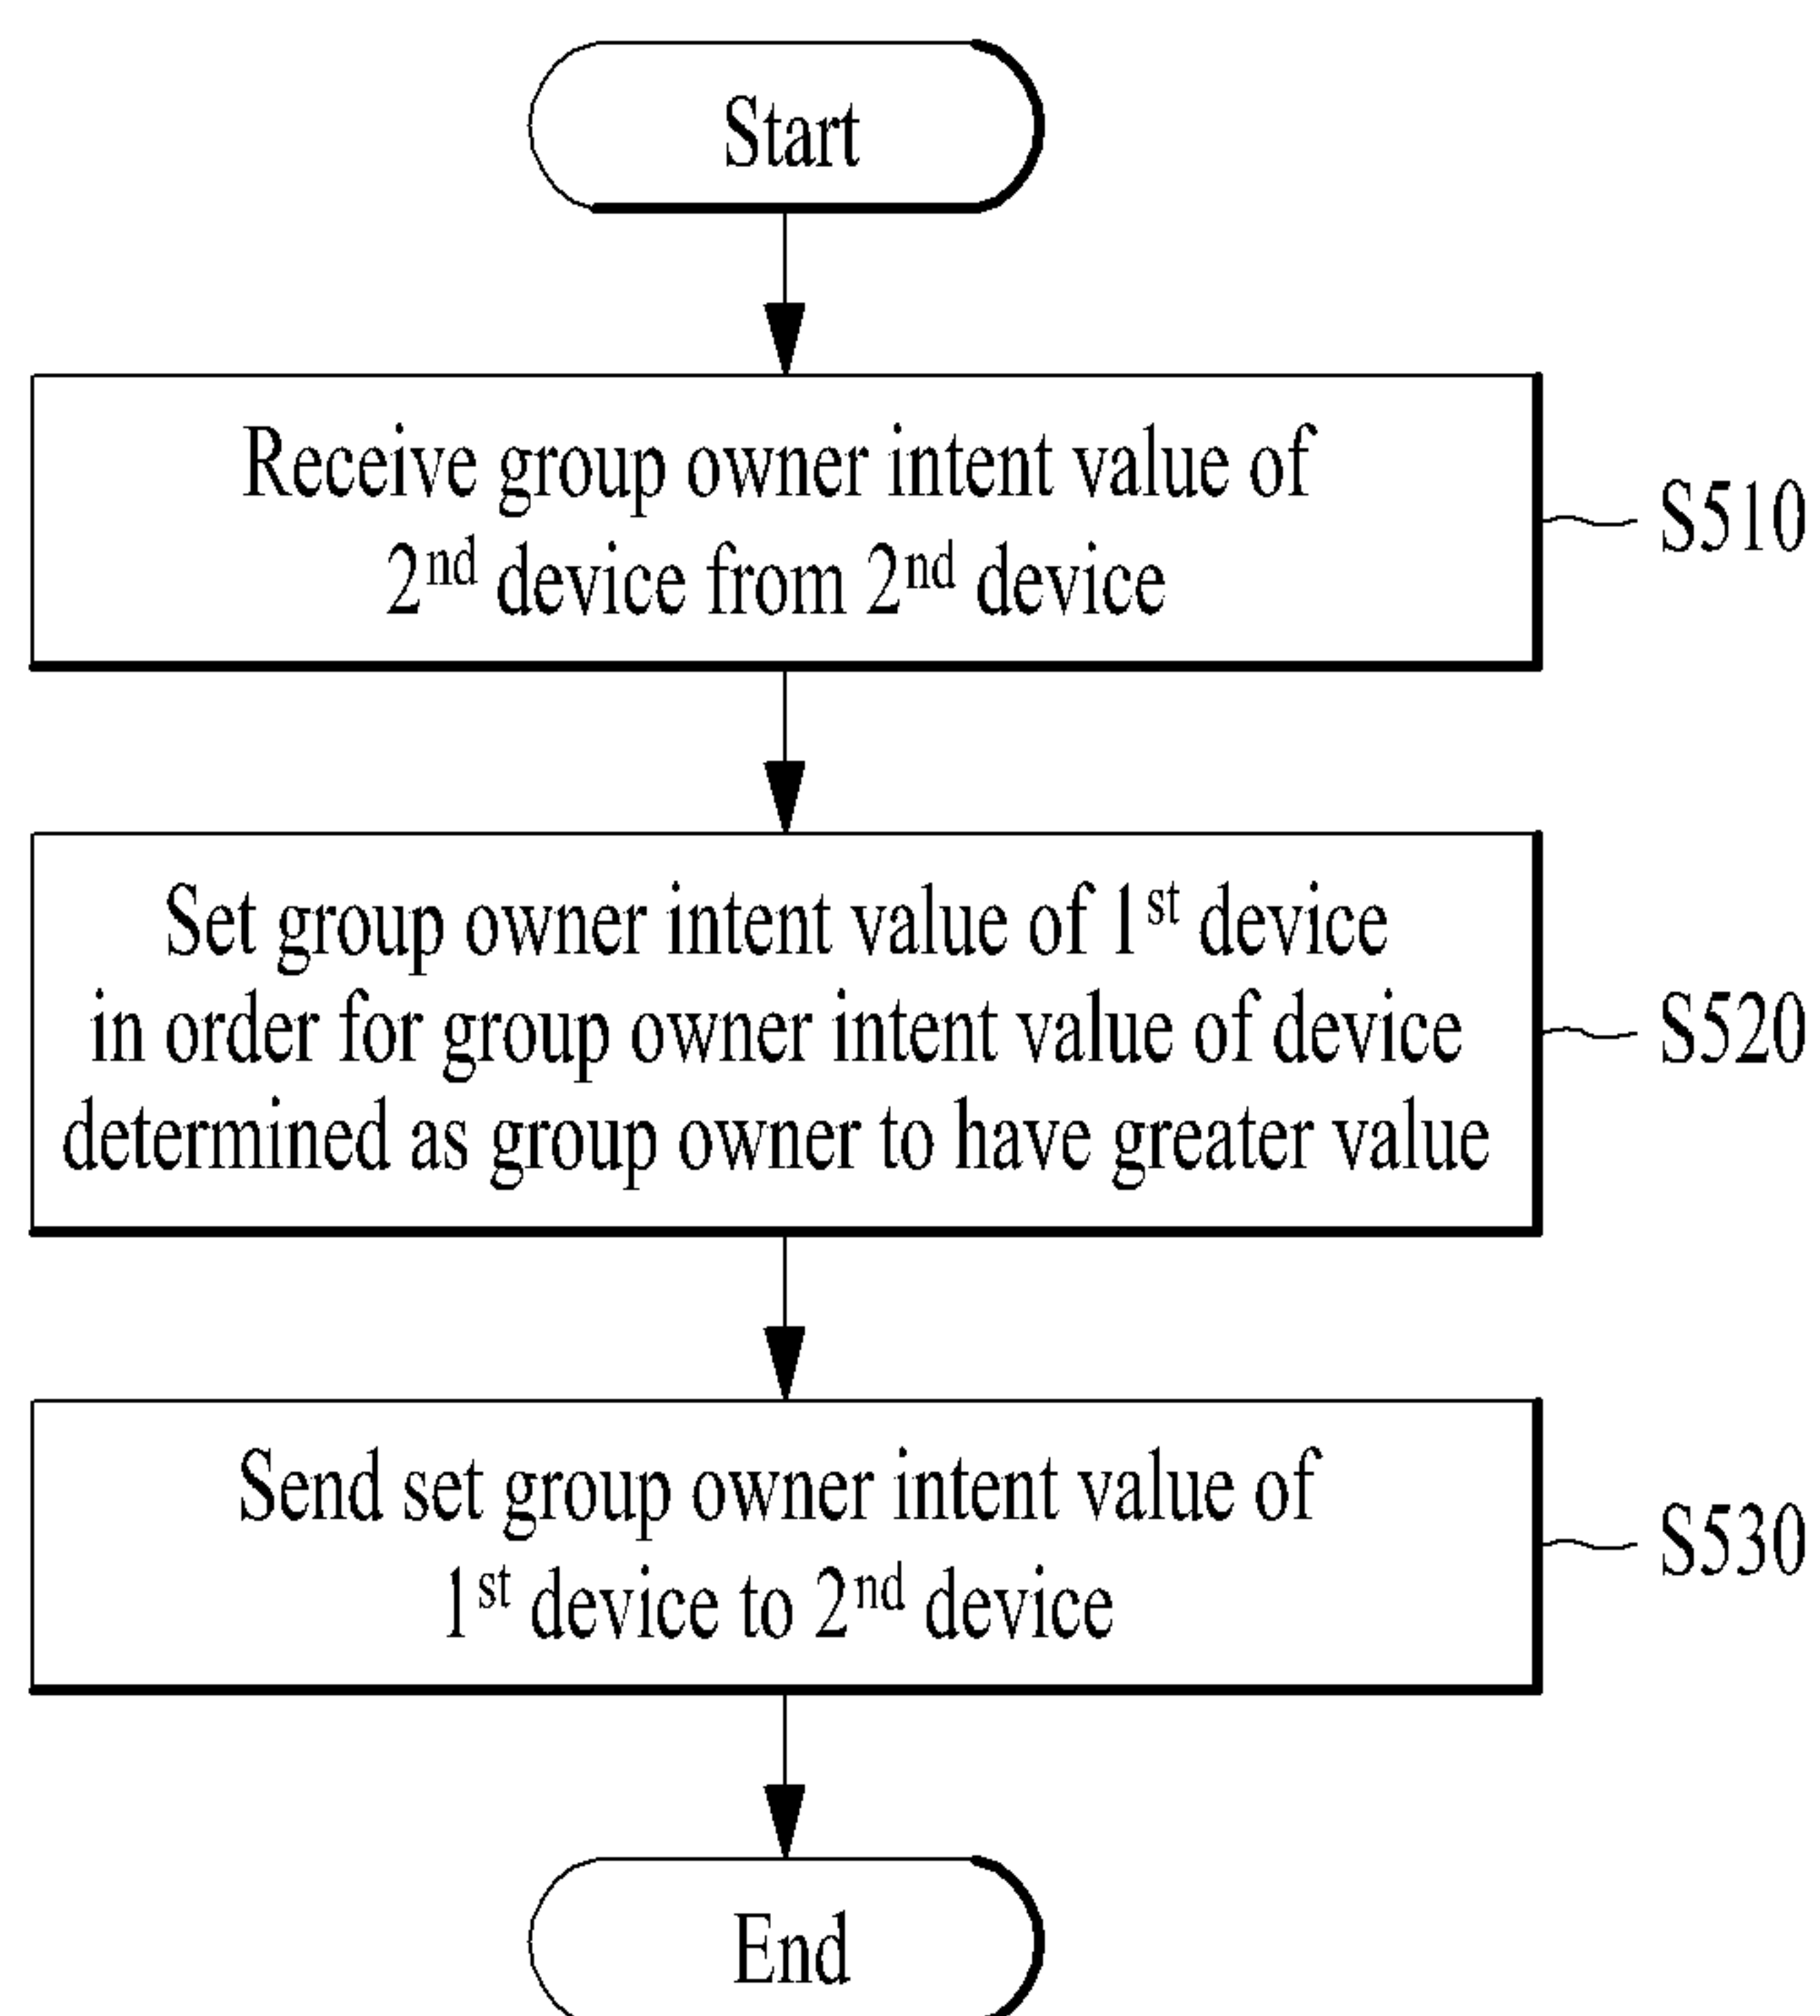 Start
Receive group owner intent value of
2nd device from 2nd device
S510
Set group owner intent value of 1st device
in order for group owner intent value of device
determined as group owner to have greater value
S520
Send set group owner intent value of
1st device to 2nd device
S530
End